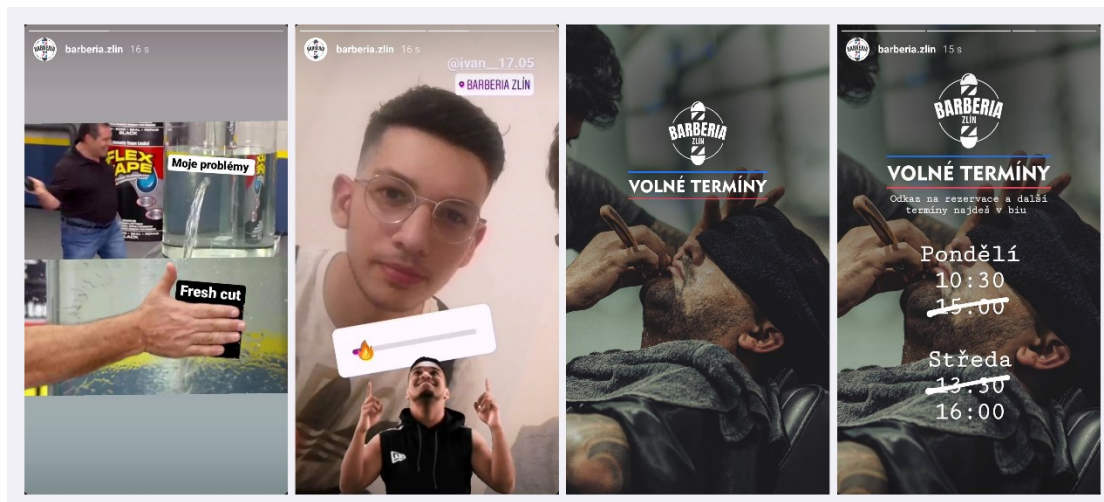 barberia.zlin 16 s
FLEX
TAPE
BLACK
Moje problémy
Fresh cut
barberia.zlin 16 s
@ivan__17.05
BARBERIA ZLÍN
BARBERIA
ZLÍN
VOLNÉ TERMÍNY
barberia.zlin 15 s
BARBERIA
ZLÍN
VOLNÉ TERMÍNY
Odkaz na rezervace a další
termíny najdeš v biu
Pondělí
10:30
15:00
Středa
13:30
16:00